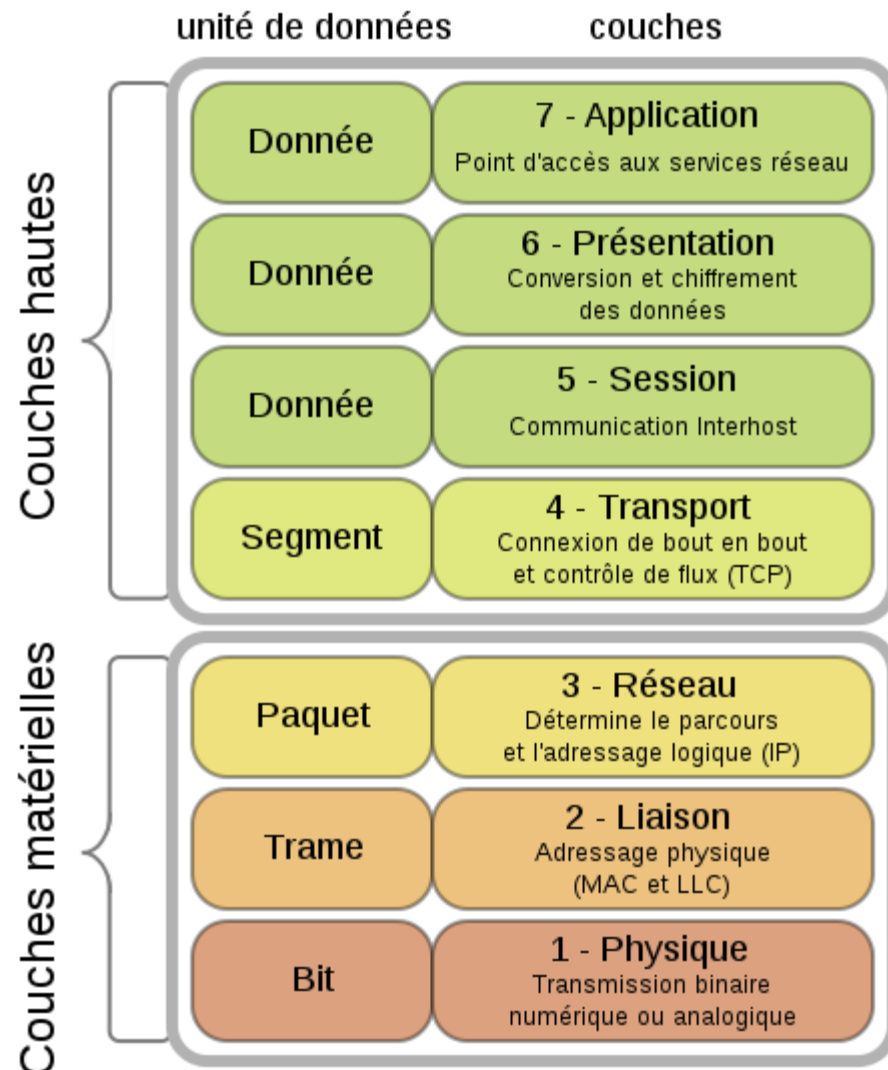 unité de données couches
Couches hautes
Donnée
7 - Application
Point d'accès aux services réseau
Donnée
6 - Présentation
Conversion et chiffrement
des données
Donnée
5 - Session
Communication Interhost
Segment
4 - Transport
Connexion de bout en bout
et contrôle de flux (TCP)
Couches matérielles
Paquet
3 - Réseau
Détermine le parcours
et l'adressage logique (IP)
Trame
2 - Liaison
Adressage physique
(MAC et LLC)
Bit
1 - Physique
Transmission binaire
numérique ou analogique